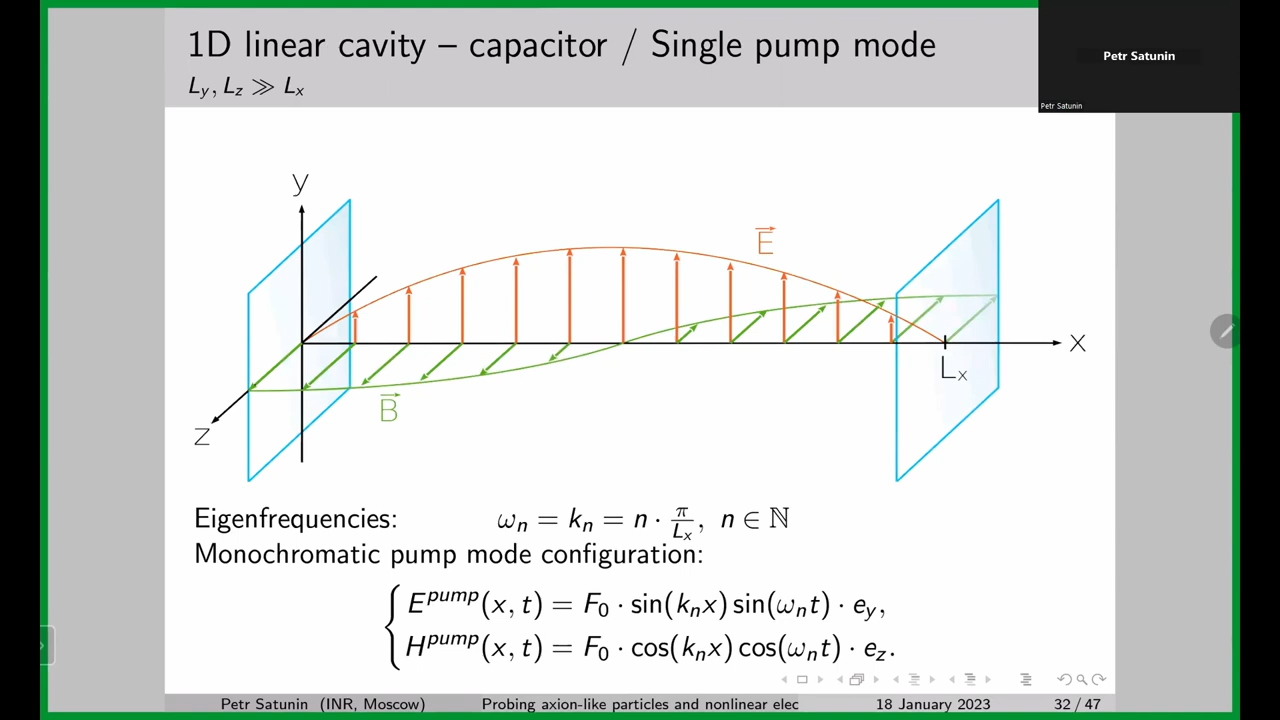 1D linear cavity – capacitor / Single pump mode
L_y, L_z ≫ L_x
Petr Satunin
Petr Satunin
y
E⃗
x
L_x
B⃗
z
Eigenfrequencies: ω_n = k_n = n · π/L_x, n ∈ ℕ
Monochromatic pump mode configuration:
E^pump(x, t) = F_0 · sin(k_n x) sin(ω_n t) · e_y,
H^pump(x, t) = F_0 · cos(k_n x) cos(ω_n t) · e_z.
Petr Satunin (INR, Moscow) Probing axion-like particles and nonlinear elec 18 January 2023 32 / 47